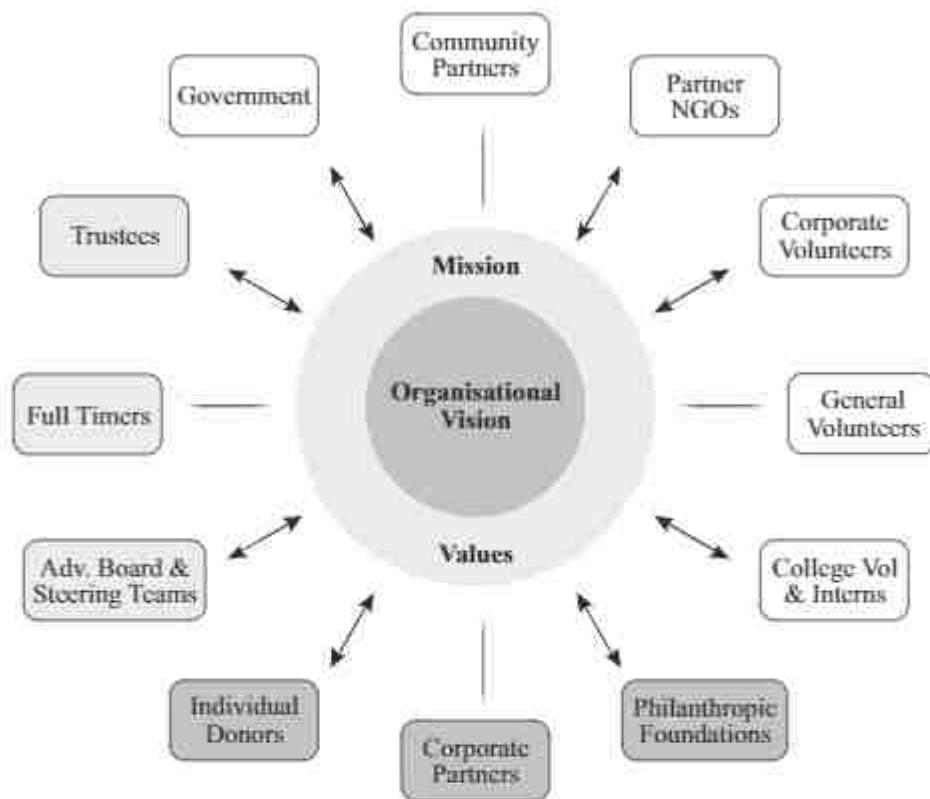 Community
Partners
Government
Partner
NGOs
Trustees
Corporate
Volunteers
Mission
Organisational
Vision
Full Timers
General
Volunteers
Values
Adv. Board &
Steering Teams
College Vol
& Interns
Individual
Donors
Corporate
Partners
Philanthropic
Foundations